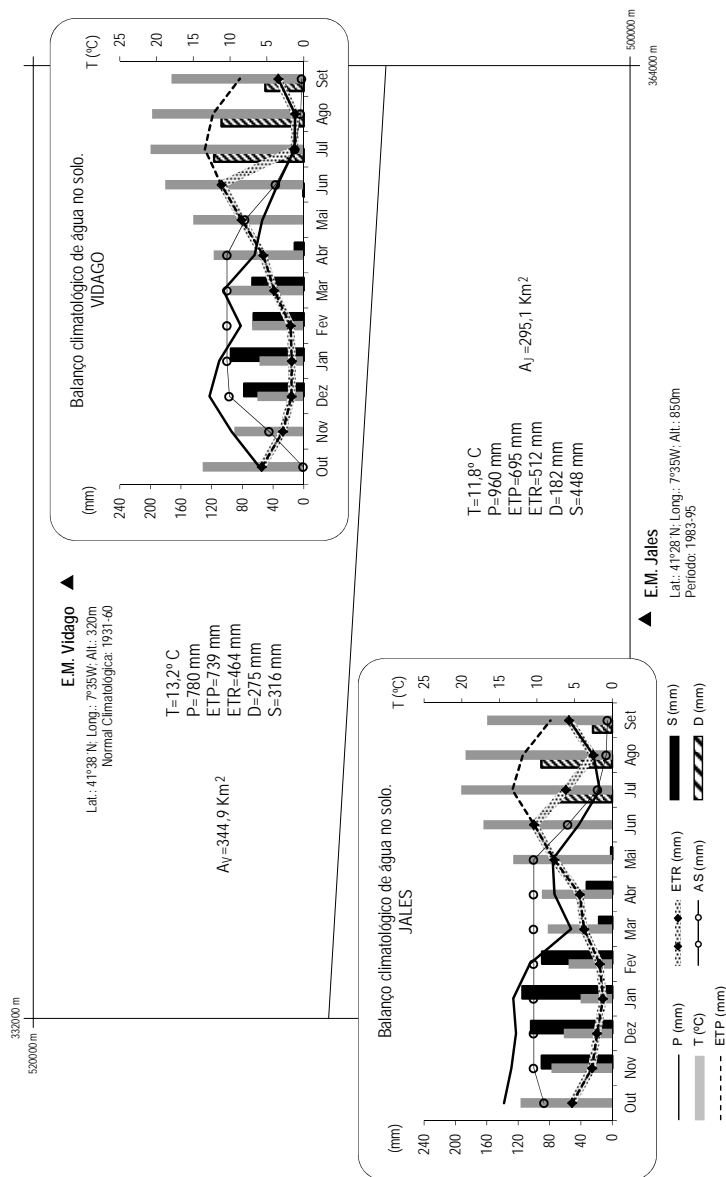 332000 m
520000 m
E.M. Vidago
Lat.: 41º38´N; Long.: 7º35W; Alt.: 320m
Normal Climatológica: 1931-60
T=13,2º C
P=780 mm
ETP=739 mm
ETR=464 mm
D=275 mm
S=316 mm
AV=344,9 Km2
Balanço climatológico de água no solo.
VIDAGO
(mm)
T (ºC)
240
200
160
120
80
40
0
25
20
15
10
5
0
Out Nov Dez Jan Fev Mar Abr Mai Jun Jul Ago Set
Balanço climatológico de água no solo.
JALES
(mm)
T (ºC)
240
200
160
120
80
40
0
25
20
15
10
5
0
Out Nov Dez Jan Fev Mar Abr Mai Jun Jul Ago Set
T=11,8º C
P=960 mm
ETP=695 mm
ETR=512 mm
D=182 mm
S=448 mm
AJ=295,1 Km2
E.M. Jales
Lat.: 41º28´N; Long.: 7º35W; Alt.: 850m
Período: 1983-95
500000 m
364000 m
P (mm)
T (ºC)
ETP (mm)
ETR (mm)
AS (mm)
S (mm)
D (mm)